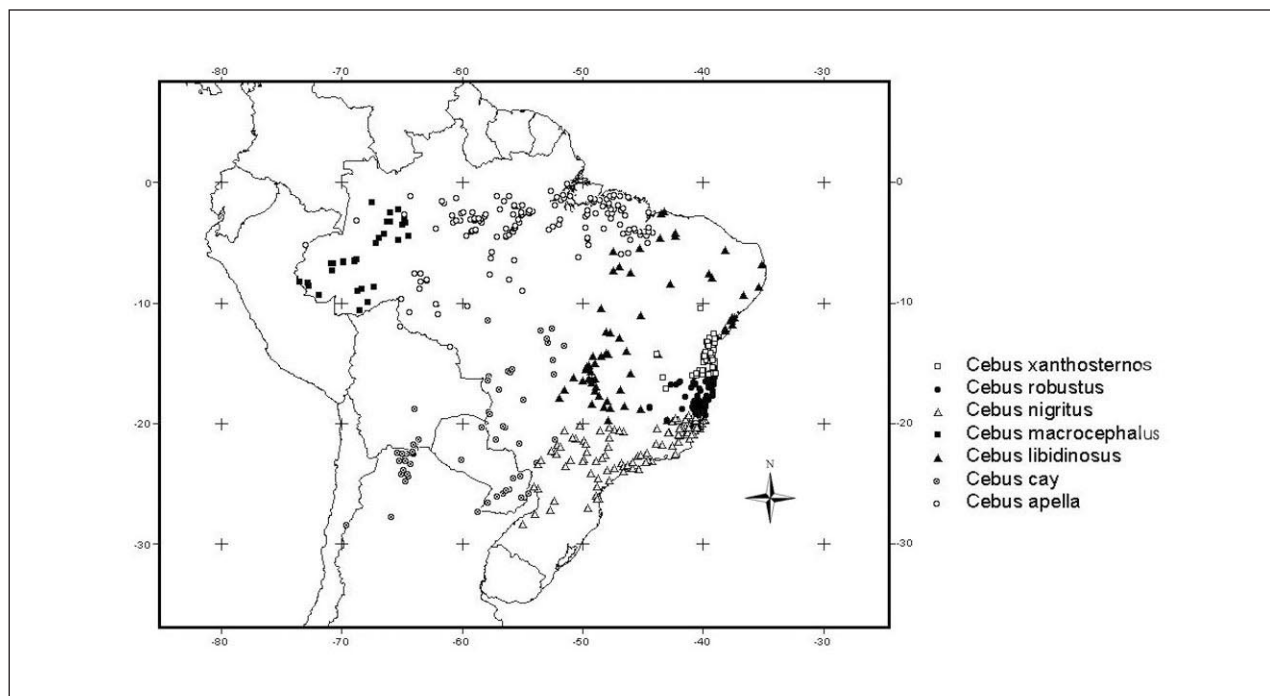 -80 -70 -60 -50 -40 -30
0 0
-10 -10
-20 -20
-30 -30
-80 -70 -60 -50 -40 -30
N
Cebus xanthosternos
Cebus robustus
Cebus nigritus
Cebus macrocephalus
Cebus libidinosus
Cebus cay
Cebus apella